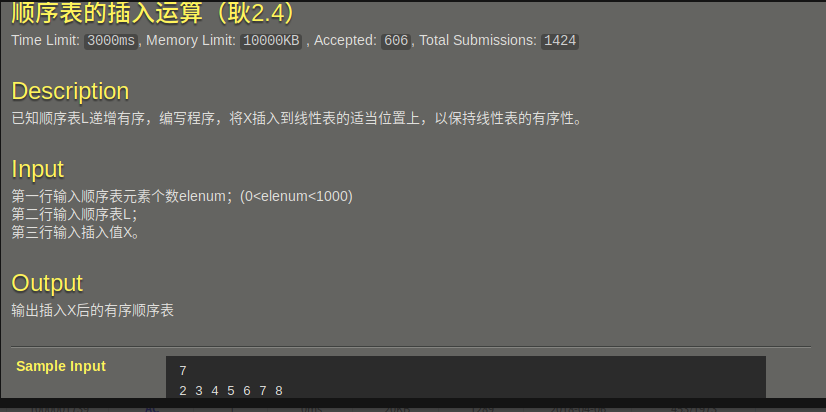 顺序表的插入运算（耿2.4）
Time Limit: 3000ms, Memory Limit: 10000KB , Accepted: 606, Total Submissions: 1424
Description
已知顺序表L递增有序，编写程序，将X插入到线性表的适当位置上，以保持线性表的有序性。
Input
第一行输入顺序表元素个数elenum；(0<elenum<1000)
第二行输入顺序表L；
第三行输入插入值X。
Output
输出插入X后的有序顺序表
Sample Input
7
2 3 4 5 6 7 8